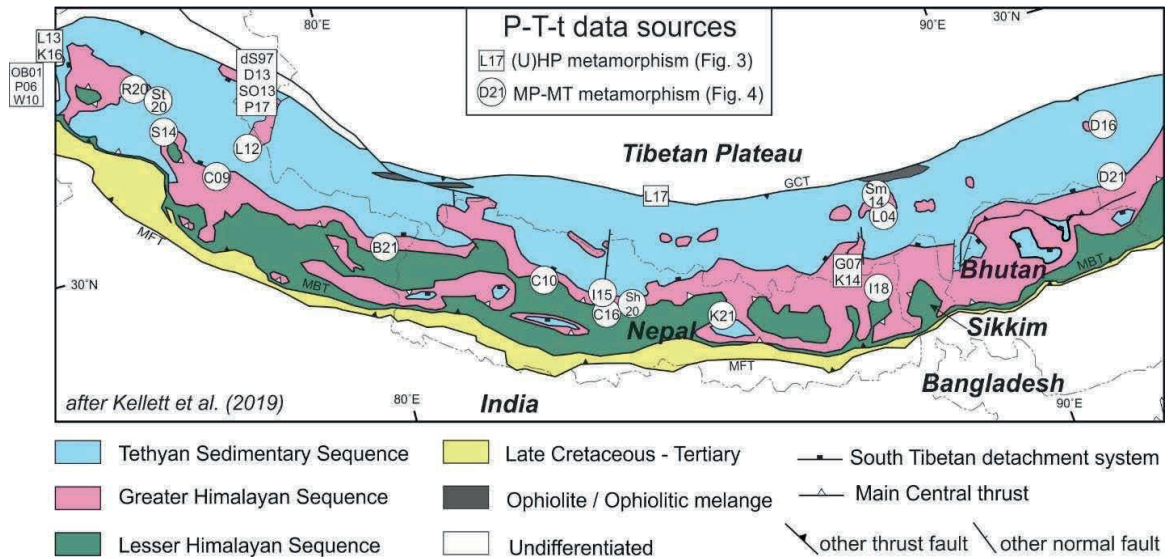 80°E
90°E
30°N
P-T-t data sources
L17 (U)HP metamorphism (Fig. 3)
D21 MP-MT metamorphism (Fig. 4)
L13
K16
OB01
P06
W10
R20
St
20
dS97
D13
SO13
P17
S14
L12
C09
D16
Tibetan Plateau
GCT
L17
Sm
14
L04
D21
MFT
B21
MBT
30°N
C10
I15
C16
Sh
20
G07
K14
I18
Bhutan
MBT
K21
Nepal
Sikkim
MFT
Bangladesh
after Kellett et al. (2019)
80°E
India
90°E
Tethyan Sedimentary Sequence
Late Cretaceous - Tertiary
South Tibetan detachment system
Greater Himalayan Sequence
Ophiolite / Ophiolitic melange
Main Central thrust
Lesser Himalayan Sequence
Undifferentiated
other thrust fault
other normal fault